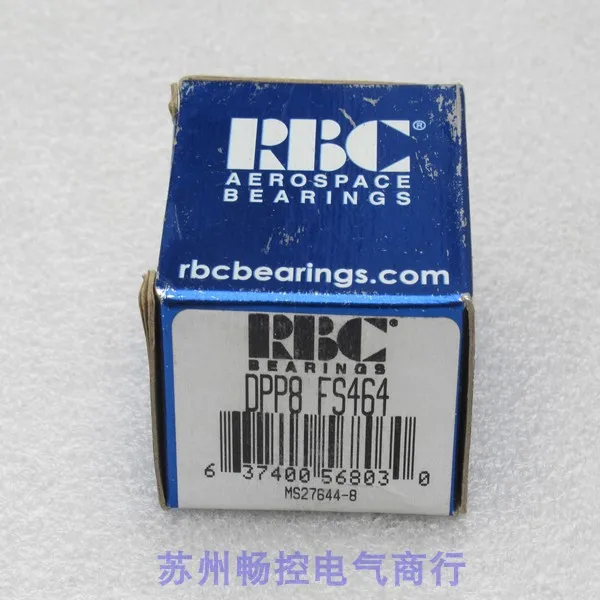 RBC®
AEROSPACE
BEARINGS
rbcbearings.com
RBC®
BEARINGS
DPP8 FS464
6 37400 56803 0
MS27644-8
苏州畅控电气商行